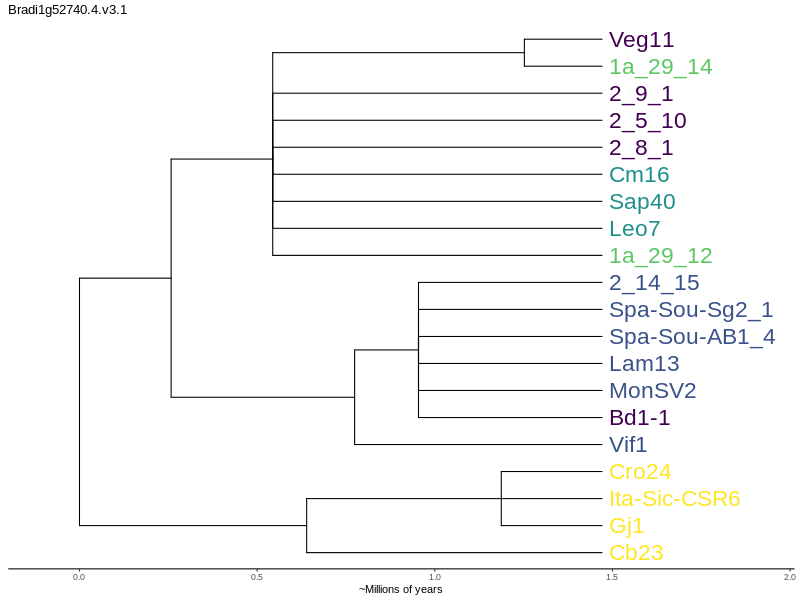 Bradi1g52740.4.v3.1
Veg11
1a_29_14
2_9_1
2_5_10
2_8_1
Cm16
Sap40
Leo7
1a_29_12
2_14_15
Spa-Sou-Sg2_1
Spa-Sou-AB1_4
Lam13
MonSV2
Bd1-1
Vif1
Cro24
Ita-Sic-CSR6
Gj1
Cb23
0.0 0.5 1.0 1.5 2.0
~Millions of years